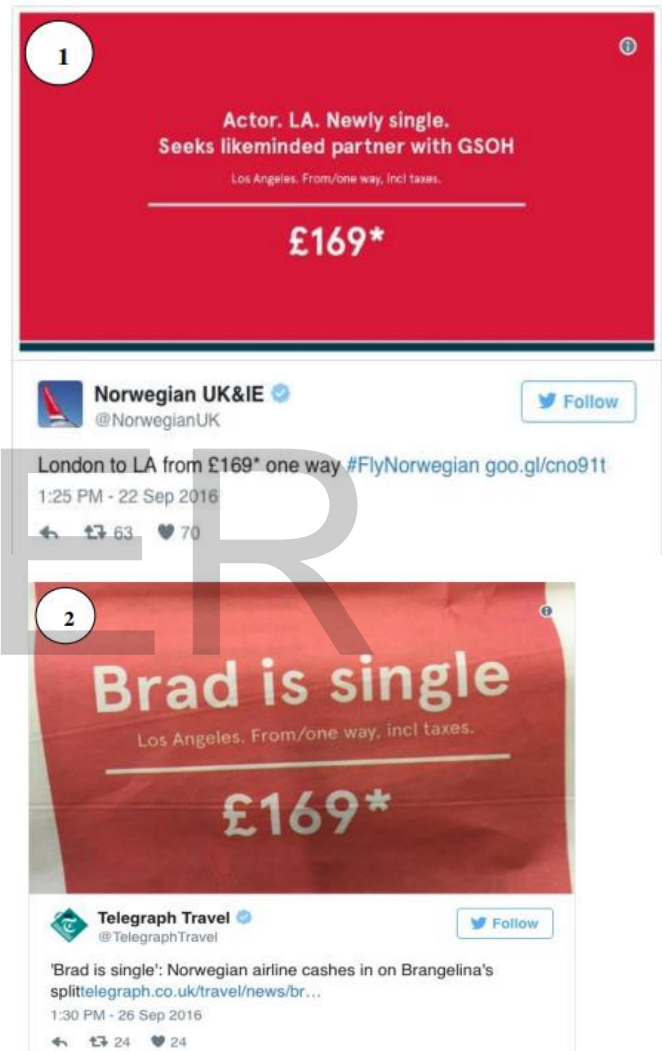 1
Actor. LA. Newly single.
Seeks likeminded partner with GSOH
Los Angeles. From/one way, incl taxes.
£169*
Norwegian UK&IE
@NorwegianUK
Follow
London to LA from £169* one way #FlyNorwegian goo.gl/cno91t
1:25 PM - 22 Sep 2016
63 70
ER
2
Brad is single
Los Angeles. From/one way, incl taxes.
£169*
Telegraph Travel
@TelegraphTravel
Follow
'Brad is single': Norwegian airline cashes in on Brangelina's
splittelegraph.co.uk/travel/news/br…
1:30 PM - 26 Sep 2016
24 24